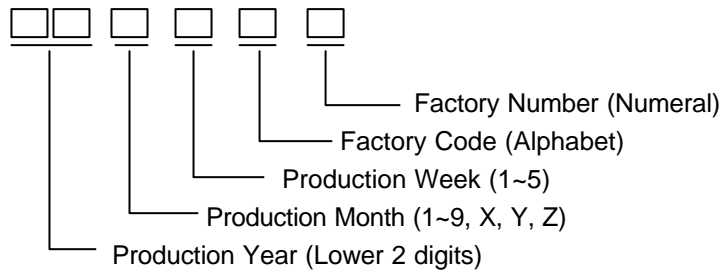 Factory Number (Numeral)
Factory Code (Alphabet)
Production Week (1~5)
Production Month (1~9, X, Y, Z)
Production Year (Lower 2 digits)